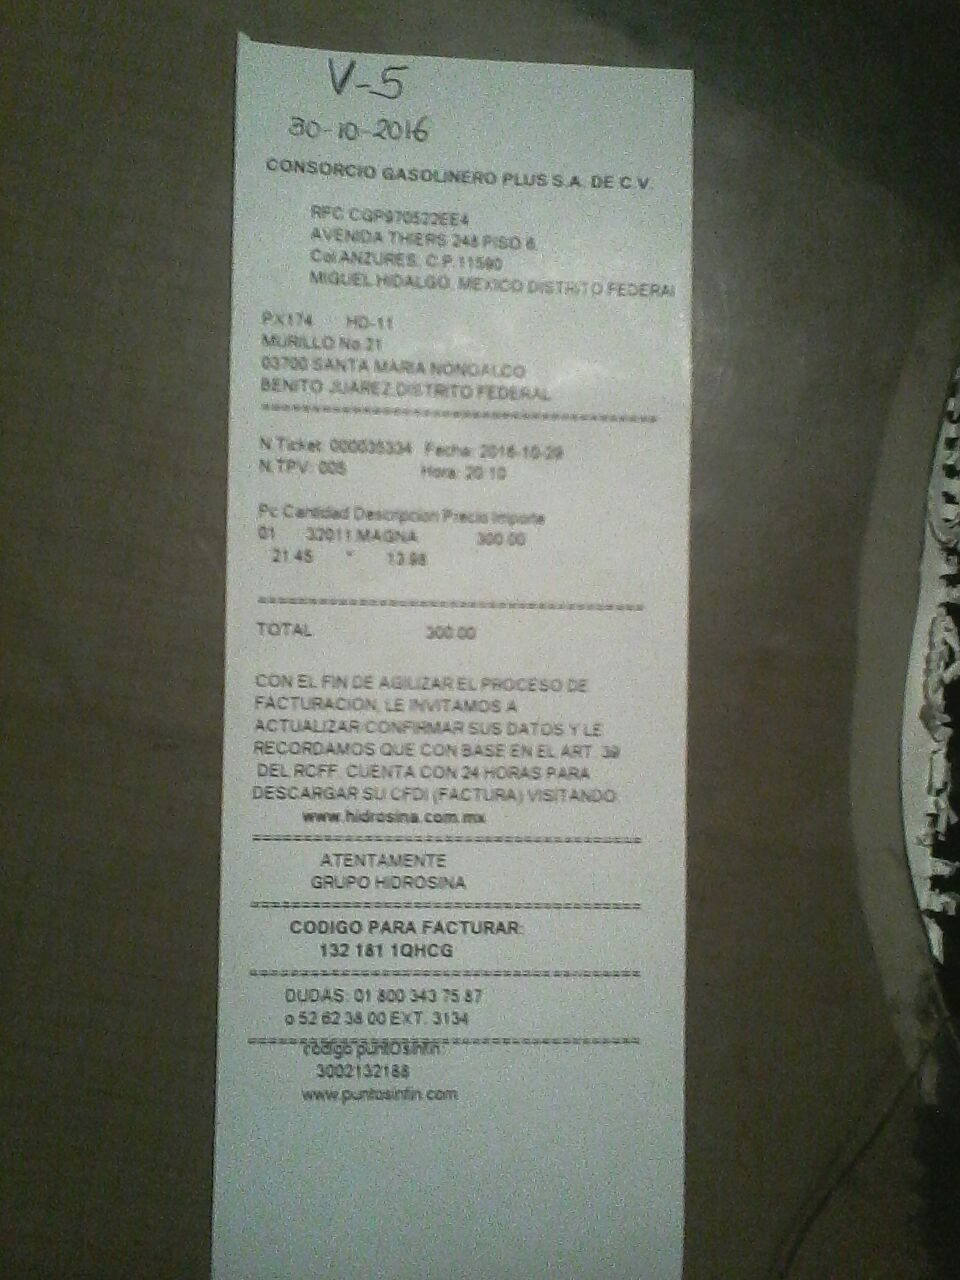 V-5
30-10-2016
CONSORCIO GASOLINERO PLUS S.A. DE C.V.
RFC CGP970522EE4
AVENIDA THIERS 248 PISO 6
Col ANZURES, C.P.11590
MIGUEL HIDALGO, MEXICO DISTRITO FEDERAl
PX174 HD-11
MURILLO No 21
03700 SANTA MARIA NONOALCO
BENITO JUAREZ,DISTRITO FEDERAL
N.Ticket: 000035334 Fecha: 2016-10-29
N.TPV: 005 Hora: 20:10
Pc Cantidad Descripcion Precio Importe
01 32011 MAGNA 300.00
21.45 * 13.98
TOTAL 300.00
CON EL FIN DE AGILIZAR EL PROCESO DE
FACTURACION, LE INVITAMOS A
ACTUALIZAR/CONFIRMAR SUS DATOS Y LE
RECORDAMOS QUE CON BASE EN EL ART. 39
DEL RCFF, CUENTA CON 24 HORAS PARA
DESCARGAR SU CFDI (FACTURA) VISITANDO:
www.hidrosina.com.mx
ATENTAMENTE
GRUPO HIDROSINA
CODIGO PARA FACTURAR:
132 181 1QHCG
DUDAS: 01 800 343 75 87
o 52 62 38 00 EXT. 3134
codigo puntOsinfin:
3002132188
www.puntosinfin.com